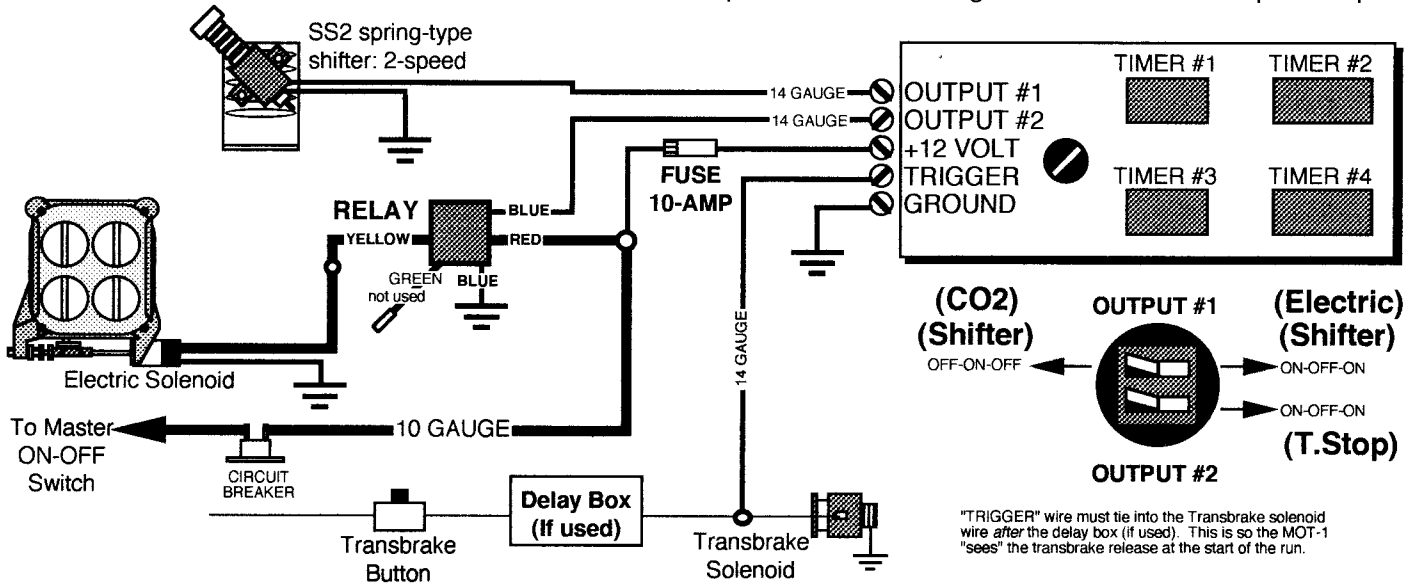 SS2 spring-type
shifter: 2-speed
14 GAUGE
14 GAUGE
OUTPUT #1
OUTPUT #2
+12 VOLT
TRIGGER
GROUND
TIMER #1
TIMER #2
TIMER #3
TIMER #4
FUSE
10-AMP
RELAY
BLUE
YELLOW
RED
GREEN
not used
BLUE
14 GAUGE
Electric Solenoid
To Master
ON-OFF
Switch
10 GAUGE
CIRCUIT
BREAKER
Transbrake
Button
Delay Box
(If used)
Transbrake
Solenoid
(CO2)
(Shifter)
OFF-ON-OFF
OUTPUT #1
(Electric)
(Shifter)
ON-OFF-ON
ON-OFF-ON
(T.Stop)
OUTPUT #2
"TRIGGER" wire must tie into the Transbrake solenoid
wire after the delay box (if used). This is so the MOT-1
"sees" the transbrake release at the start of the run.